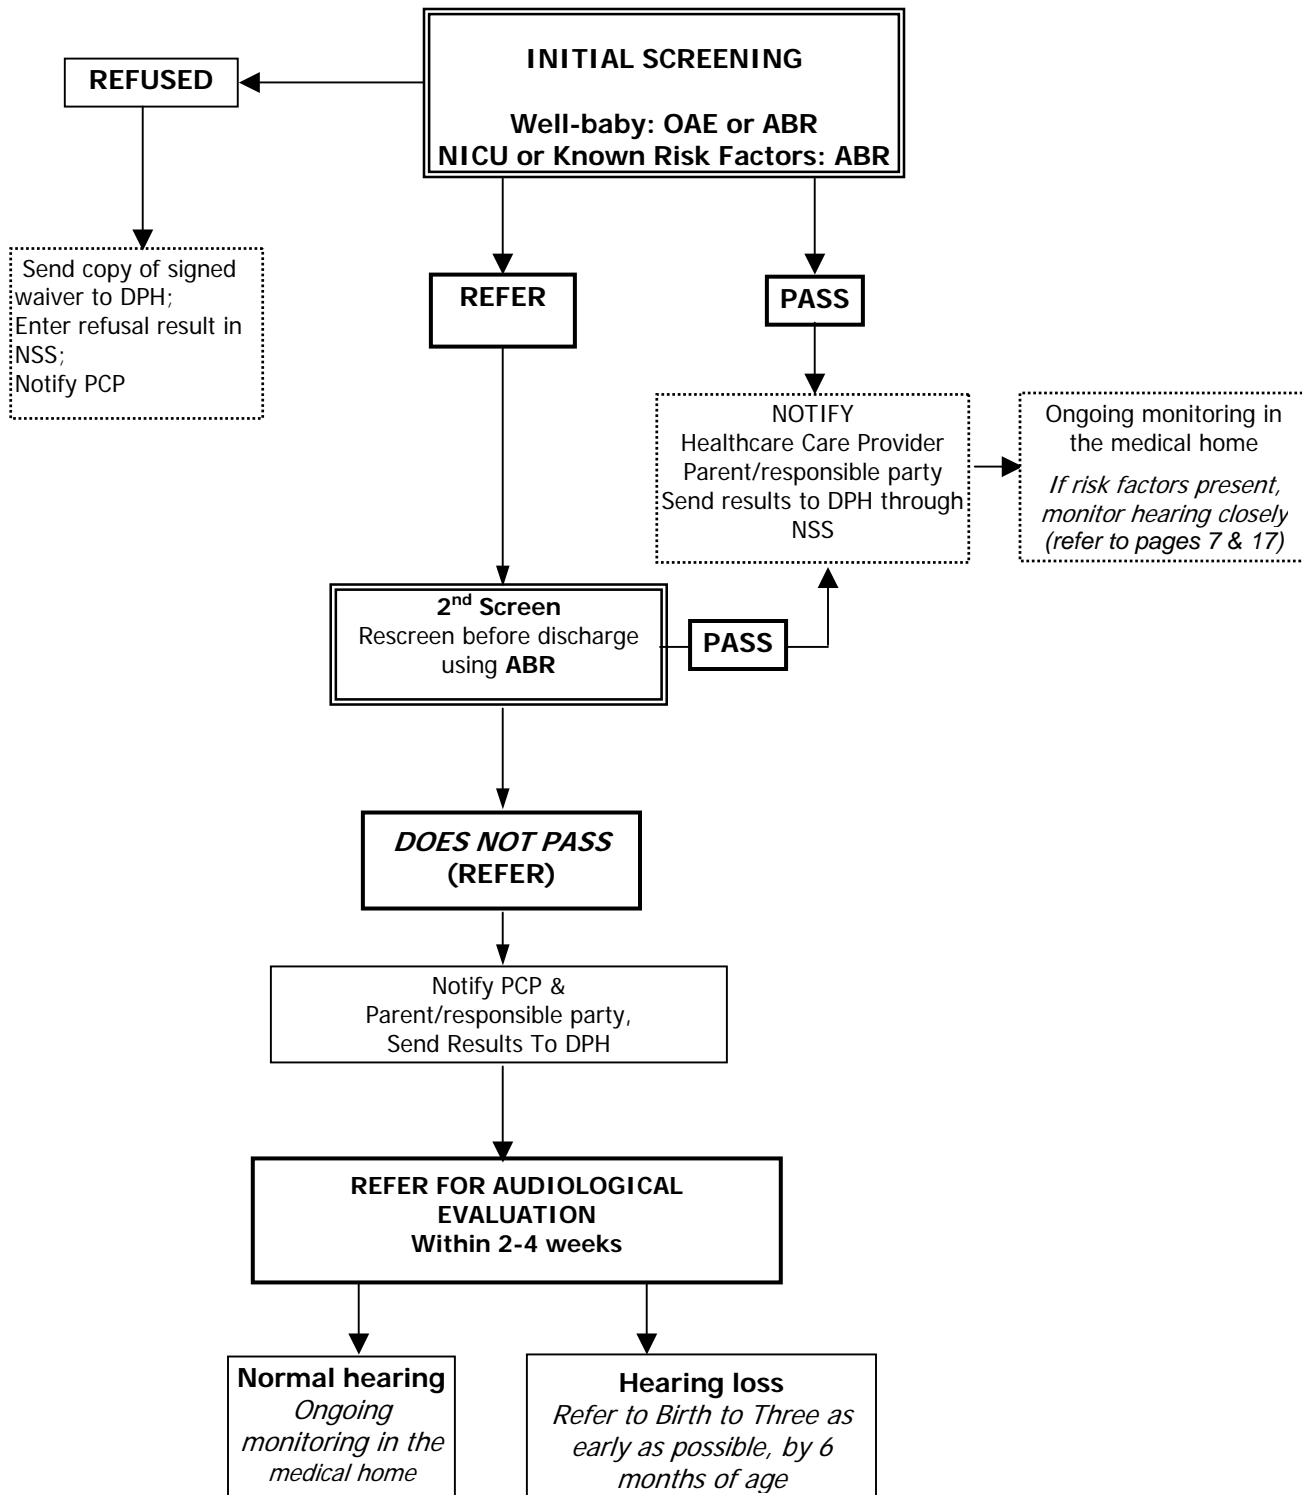 INITIAL SCREENING
Well-baby: OAE or ABR
NICU or Known Risk Factors: ABR
REFUSED
Send copy of signed
waiver to DPH;
Enter refusal result in
NSS;
Notify PCP
REFER
PASS
NOTIFY
Healthcare Care Provider
Parent/responsible party
Send results to DPH through
NSS
Ongoing monitoring in
the medical home
If risk factors present,
monitor hearing closely
(refer to pages 7 & 17)
2nd Screen
Rescreen before discharge
using ABR
PASS
DOES NOT PASS
(REFER)
Notify PCP &
Parent/responsible party,
Send Results To DPH
REFER FOR AUDIOLOGICAL
EVALUATION
Within 2-4 weeks
Normal hearing
Ongoing
monitoring in the
medical home
Hearing loss
Refer to Birth to Three as
early as possible, by 6
months of age